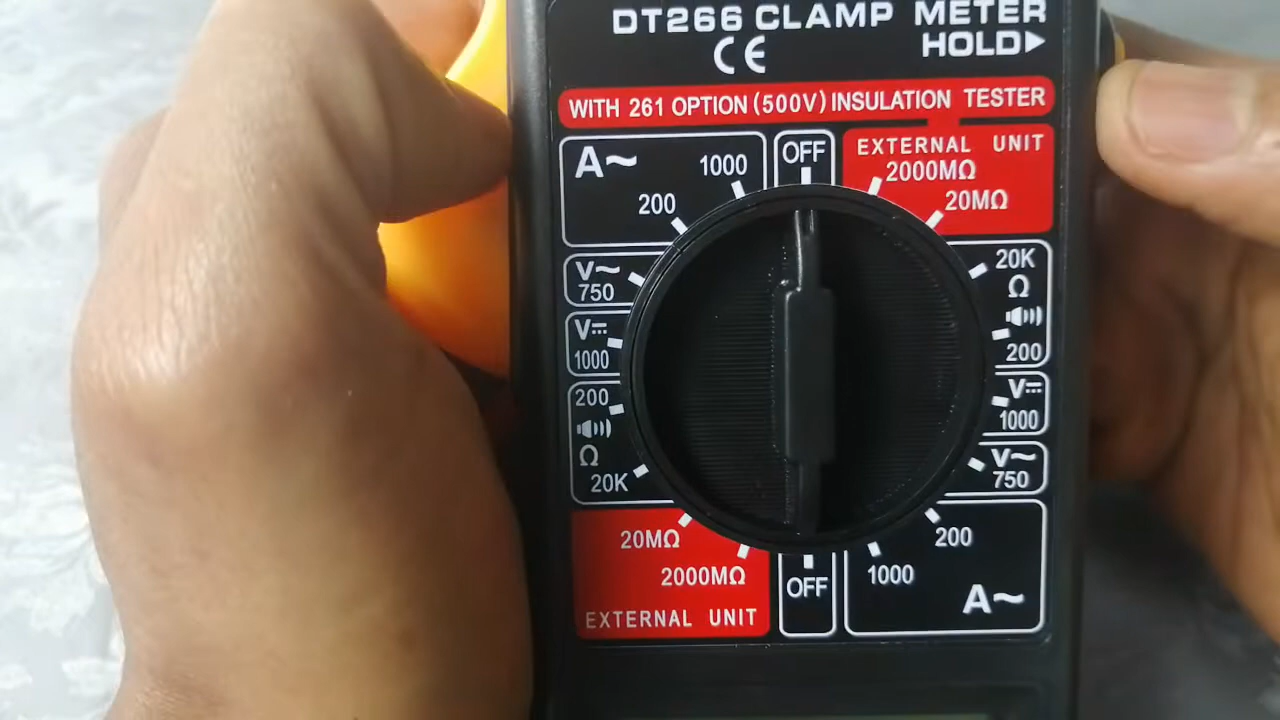 DT266 CLAMP METER
CE HOLD▶
WITH 261 OPTION (500V) INSULATION TESTER
A~
1000
200
OFF
EXTERNAL UNIT
2000MΩ
20MΩ
V~
750
V⎓
1000
200
Ω
20K
20K
Ω
200
V⎓
1000
V~
750
20MΩ
2000MΩ
EXTERNAL UNIT
OFF
200
1000
A~